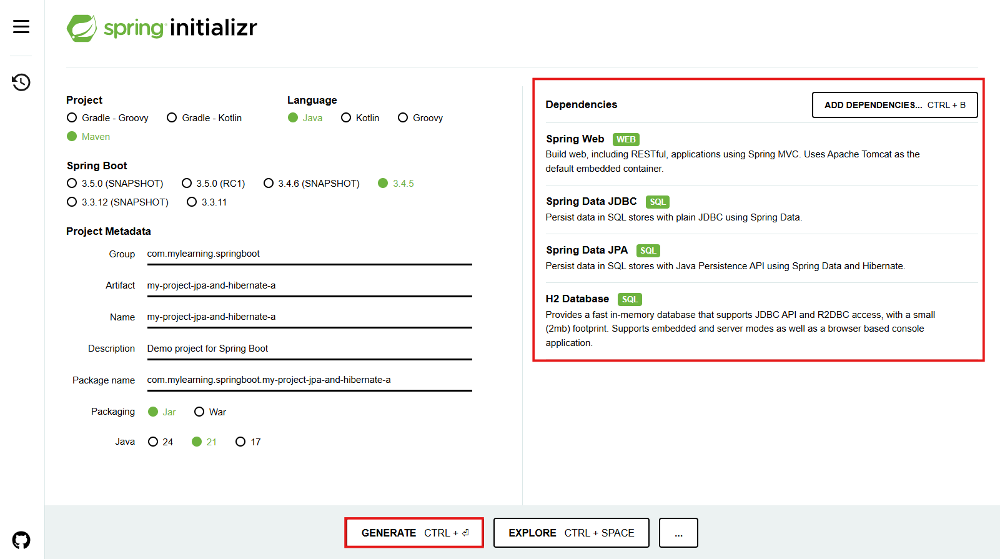 spring initializr
Project
Gradle - Groovy
Gradle - Kotlin
Maven
Language
Java
Kotlin
Groovy
Spring Boot
3.5.0 (SNAPSHOT)
3.5.0 (RC1)
3.4.6 (SNAPSHOT)
3.4.5
3.3.12 (SNAPSHOT)
3.3.11
Project Metadata
Group com.mylearning.springboot
Artifact my-project-jpa-and-hibernate-a
Name my-project-jpa-and-hibernate-a
Description Demo project for Spring Boot
Package name com.mylearning.springboot.my-project-jpa-and-hibernate-a
Packaging Jar War
Java 24 21 17
Dependencies
ADD DEPENDENCIES... CTRL + B
Spring Web WEB
Build web, including RESTful, applications using Spring MVC. Uses Apache Tomcat as the
default embedded container.
Spring Data JDBC SQL
Persist data in SQL stores with plain JDBC using Spring Data.
Spring Data JPA SQL
Persist data in SQL stores with Java Persistence API using Spring Data and Hibernate.
H2 Database SQL
Provides a fast in-memory database that supports JDBC API and R2DBC access, with a small
(2mb) footprint. Supports embedded and server modes as well as a browser based console
application.
GENERATE CTRL + ⏎
EXPLORE CTRL + SPACE
...